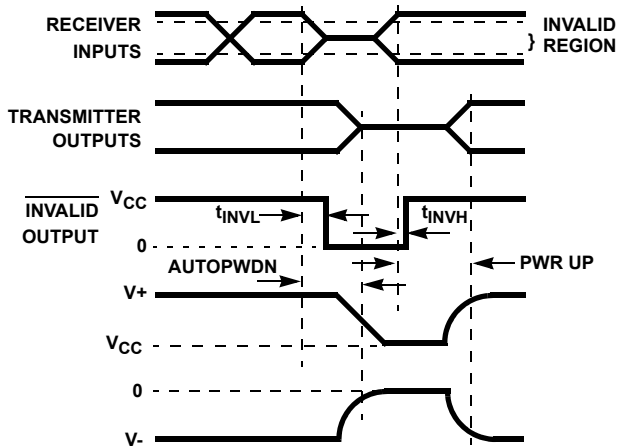 RECEIVER
INPUTS
} INVALID
REGION
TRANSMITTER
OUTPUTS
INVALID
OUTPUT
VCC
0
tINVL
tINVH
AUTOPWDN
PWR UP
V+
VCC
0
V-